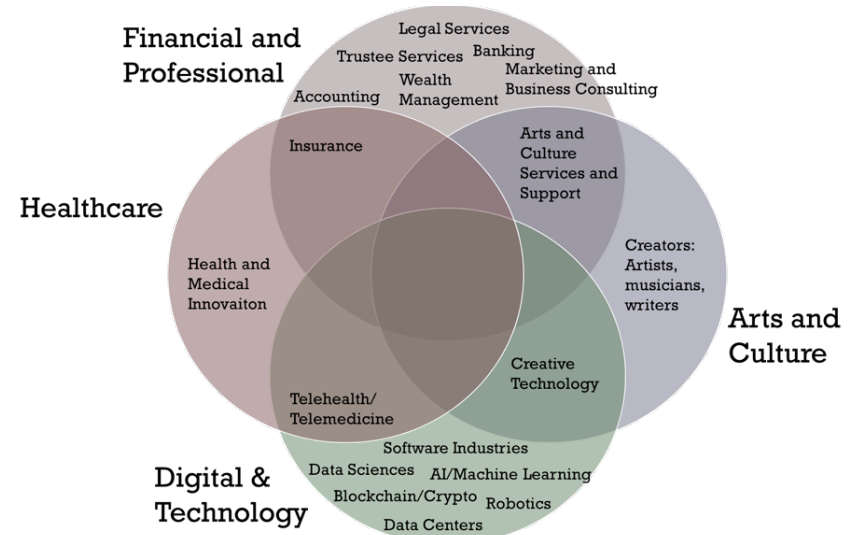 Financial and
Professional
Legal Services
Trustee Services
Banking
Wealth
Management
Marketing and
Business Consulting
Accounting
Insurance
Arts and
Culture
Services and
Support
Healthcare
Health and
Medical
Innovaiton
Creators:
Artists,
musicians,
writers
Arts and
Culture
Creative
Technology
Telehealth/
Telemedicine
Digital &
Technology
Software Industries
Data Sciences
AI/Machine Learning
Blockchain/Crypto
Robotics
Data Centers